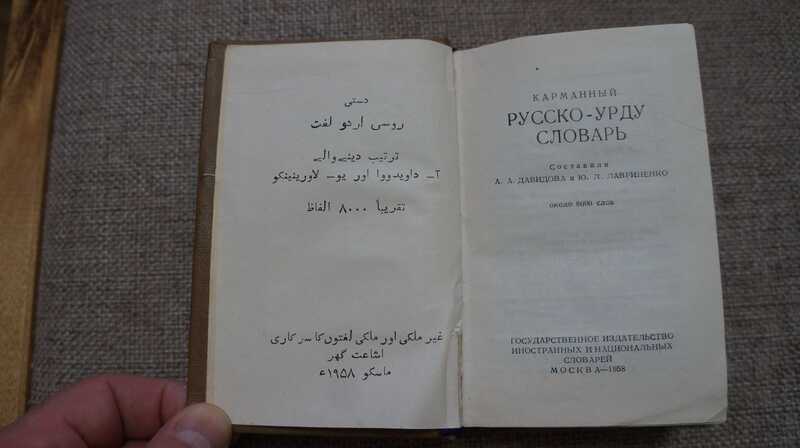 دستی
روسی اردو لغت
ترتیب دینے والے
آ- داویدووا اور یو- لاورینینکو
تقریباً ۸۰۰۰ الفاظ
غیر ملکی اور ملکی لغتوں کا سرکاری
اشاعت گھر
ماسکو ۱۹۵۸ء
КАРМАННЫЙ
РУССКО-УРДУ
СЛОВАРЬ
Составили
А. А. ДАВИДОВА и Ю. Л. ЛАВРИНЕНКО
около 8000 слов
ГОСУДАРСТВЕННОЕ ИЗДАТЕЛЬСТВО
ИНОСТРАННЫХ И НАЦИОНАЛЬНЫХ
СЛОВАРЕЙ
МОСКВА—1958